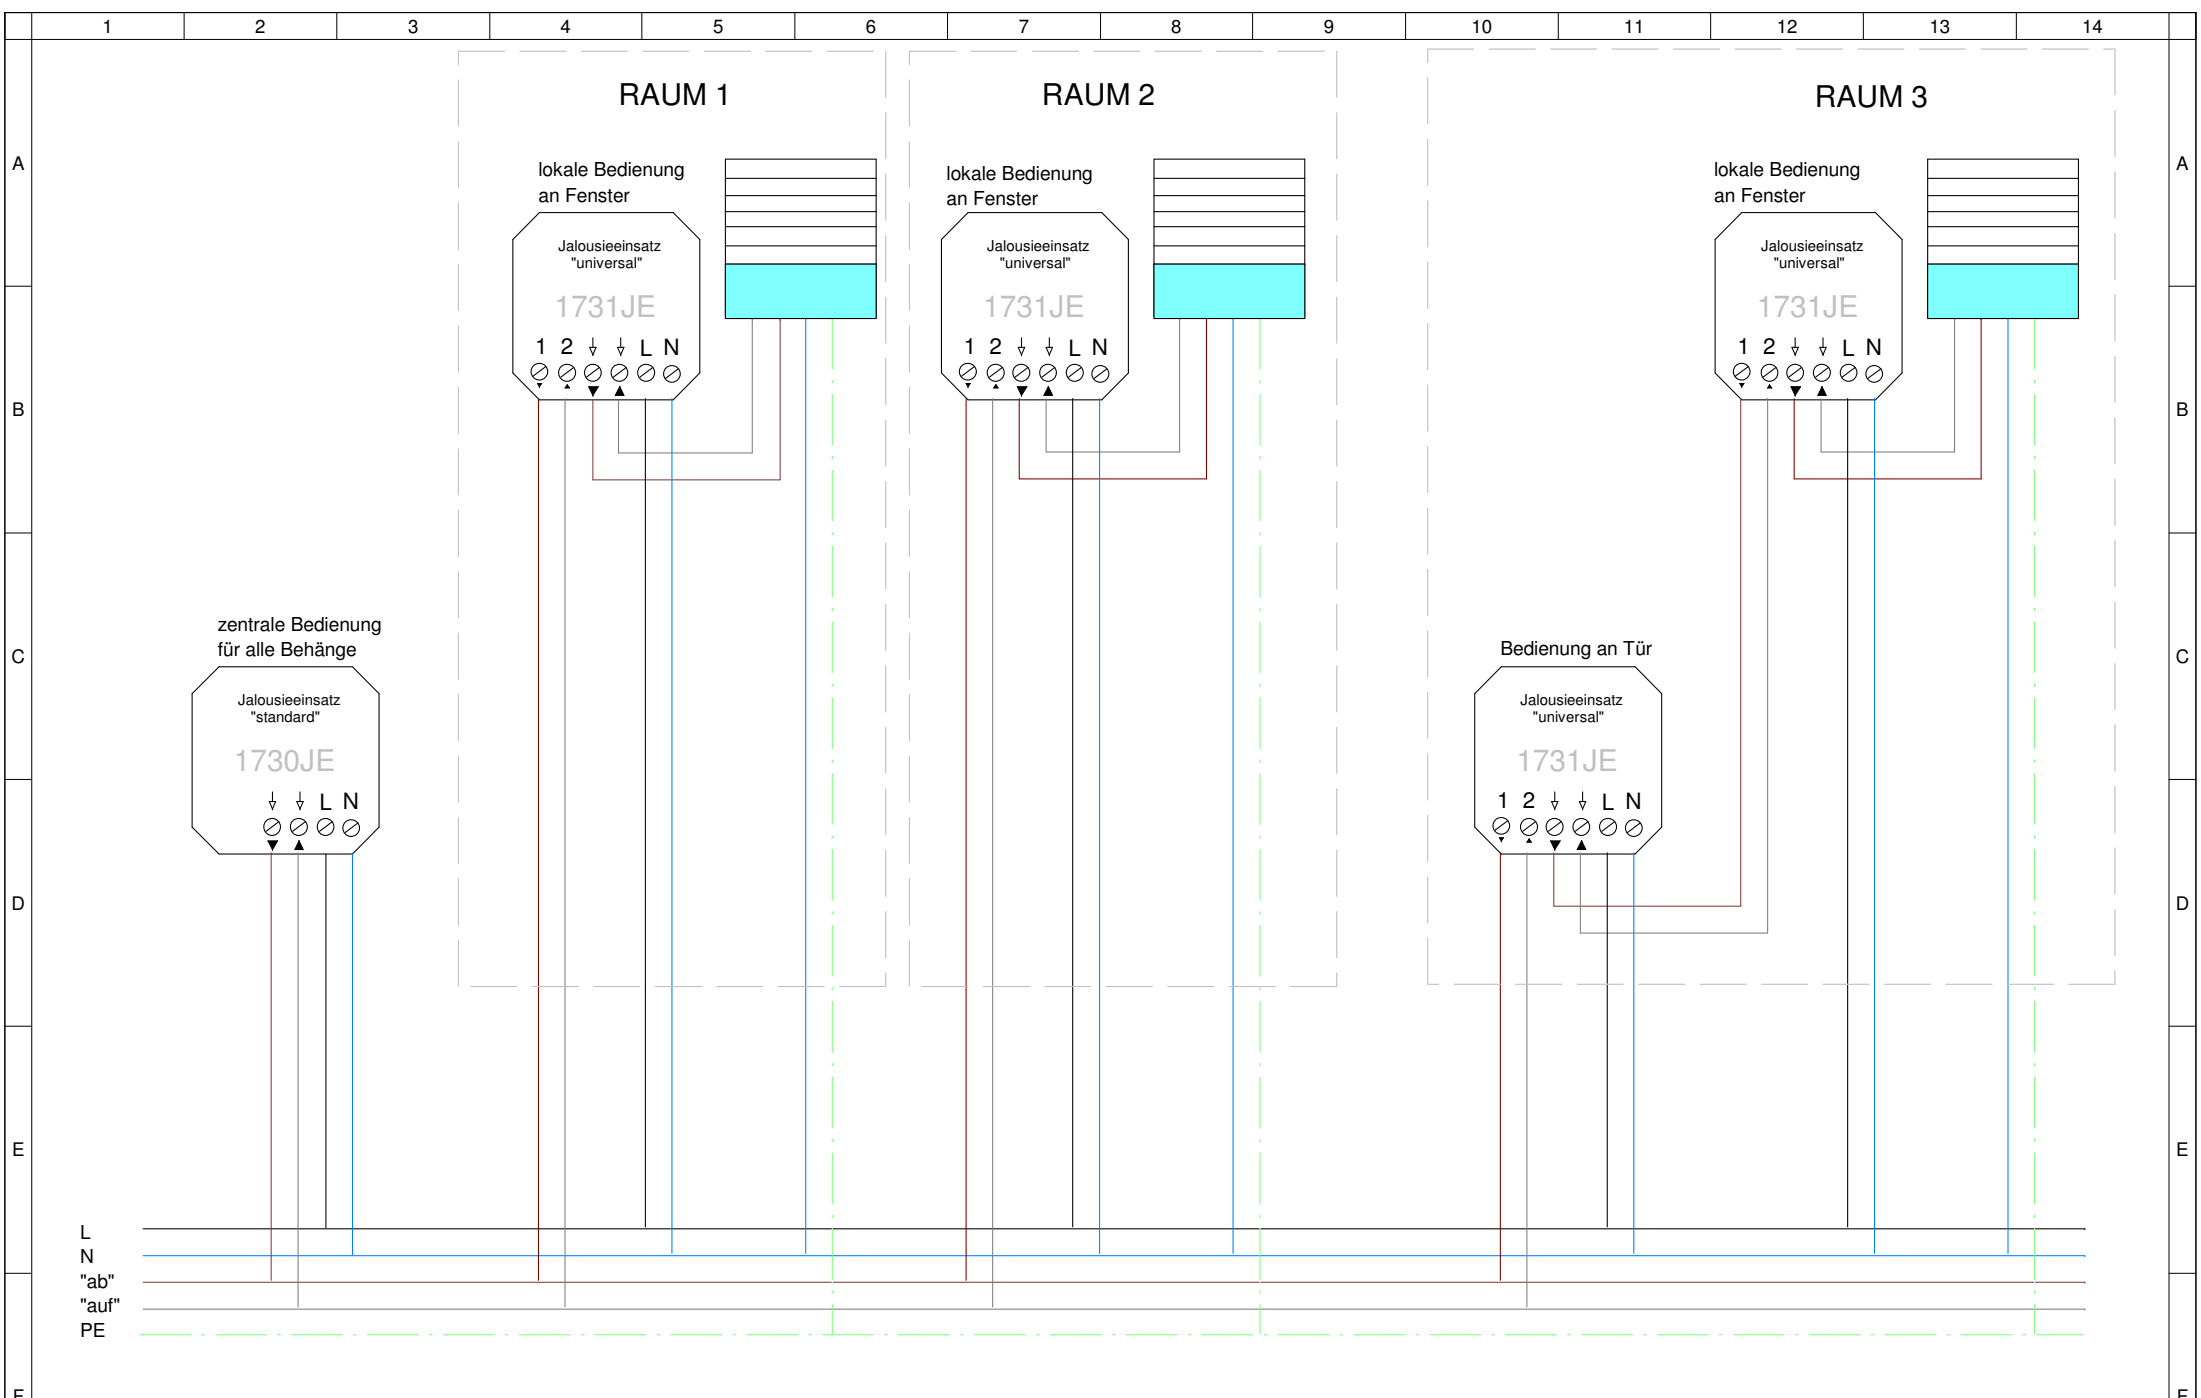 1 2 3 4 5 6 7 8 9 10 11 12 13 14
RAUM 1
RAUM 2
RAUM 3
A
A
lokale Bedienung
an Fenster
Jalousieeinsatz
"universal"
1731JE
1 2 L N
lokale Bedienung
an Fenster
Jalousieeinsatz
"universal"
1731JE
1 2 L N
lokale Bedienung
an Fenster
Jalousieeinsatz
"universal"
1731JE
1 2 L N
B
B
C
C
zentrale Bedienung
für alle Behänge
Jalousieeinsatz
"standard"
1730JE
L N
Bedienung an Tür
Jalousieeinsatz
"universal"
1731JE
1 2 L N
D
D
E
E
L
N
"ab"
"auf"
PE